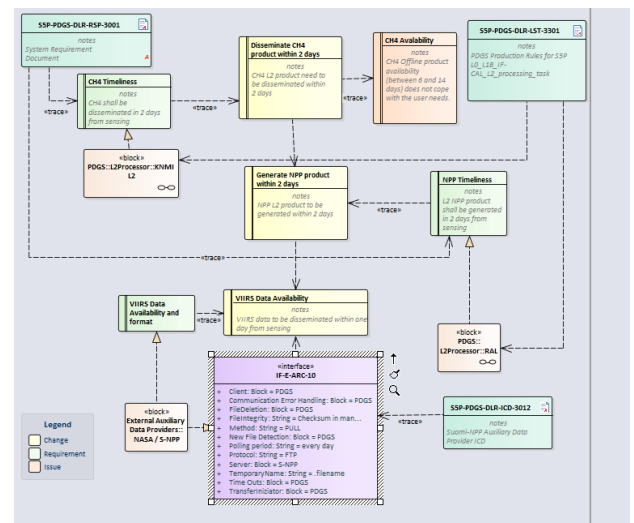 S5P-PDGS-DLR-RSP-3001
notes
System Requirement
Document
A
Disseminate CH4
product within 2 days
notes
CH4 L2 product need to
be disseminated within
2 days
CH4 Avalability
notes
CH4 Offline product
availability
(between 6 and 14
days) does not cope
with the user needs.
S5P-PDGS-DLR-LST-3301
notes
PDGS Production Rules for S5P
L0_L1B_IF-
CAL_L2_processing_task
CH4 Timeliness
notes
CH4 shall be
disseminated in 2 days
from sensing
«trace»
«trace»
«trace»
«block»
PDGS::L2Processor::KNMI
L2
Generate NPP product
within 2 days
notes
NPP L2 product to be
generated within 2 days
NPP Timeliness
notes
L2 NPP product
shall be generated
in 2 days from
sensing
«trace»
«trace»
VIIRS Data
Availability and
format
«trace»
VIIRS Data Availability
notes
VIIRS data to be disseminated within one
day from sensing
«block»
PDGS::
L2Processor::RAL
«interface»
IF-E-ARC-10
+ Client: Block = PDGS
+ Communication Error Handling: Block = PDGS
+ FileDeletion: Block = PDGS
+ FileIntegrity: String = Checksum in man...
+ Method: String = PULL
+ New File Detection: Block = PDGS
+ Polling period: String = every day
+ Protocol: String = FTP
+ Server: Block = S-NPP
+ TemporaryName: String = .filename
+ Time Outs: Block = PDGS
+ Transferiniziator: Block = PDGS
«block»
External Auxiliary
Data Providers::
NASA / S-NPP
«trace»
S5P-PDGS-DLR-ICD-3012
notes
Suomi-NPP Auxiliary Data
Provider ICD
Legend
Change
Requirement
Issue